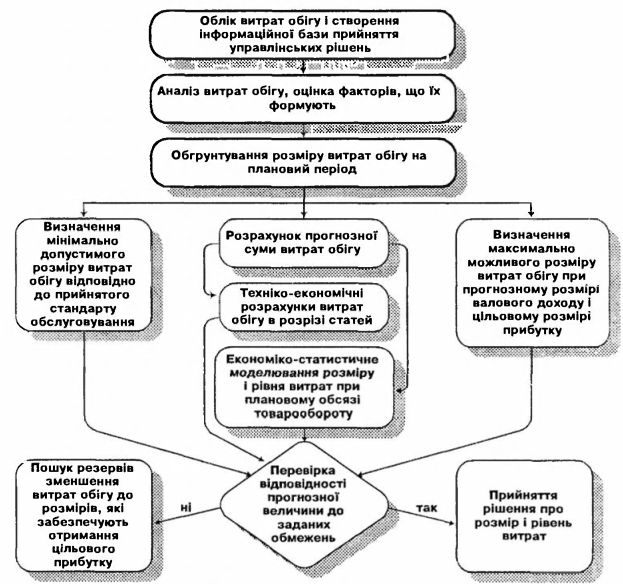 Облік витрат обігу і створення
інформаційної бази прийняття
управлінських рішень
Аналіз витрат обігу, оцінка факторів, що їх
формують
Обгрунтування розміру витрат обігу на
плановий період
Визначення
мінімально
допустимого
розміру витрат
обігу відповідно
до прийнятого
стандарту
обслуговування
Розрахунок прогнозної
суми витрат обігу
Техніко-економічні
розрахунки витрат
обігу в розрізі статей
Економіко-статистичне
моделювання розміру
і рівня витрат при
плановому обсязі
товарообороту
Визначення
максимально
можливого розміру
витрат обігу при
прогнозному розмірі
валового доходу і
цільовому розмірі
прибутку
Перевірка
відповідності
прогнозної
величини до
заданих
обмежень
ні
так
Пошук резервів
зменшення
витрат обігу до
розмірів, які
забезпечують
отримання
цільового
прибутку
Прийняття
рішення про
розмір і рівень
витрат